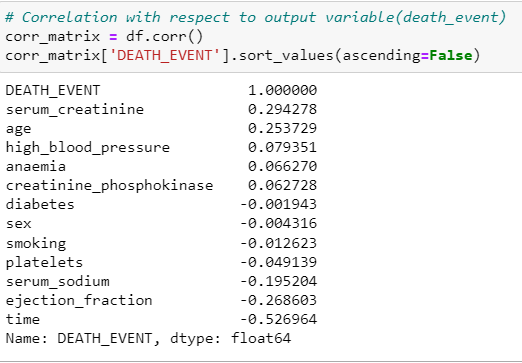 # Correlation with respect to output variable(death_event)
corr_matrix = df.corr()
corr_matrix['DEATH_EVENT'].sort_values(ascending=False)
DEATH_EVENT 1.000000
serum_creatinine 0.294278
age 0.253729
high_blood_pressure 0.079351
anaemia 0.066270
creatinine_phosphokinase 0.062728
diabetes -0.001943
sex -0.004316
smoking -0.012623
platelets -0.049139
serum_sodium -0.195204
ejection_fraction -0.268603
time -0.526964
Name: DEATH_EVENT, dtype: float64